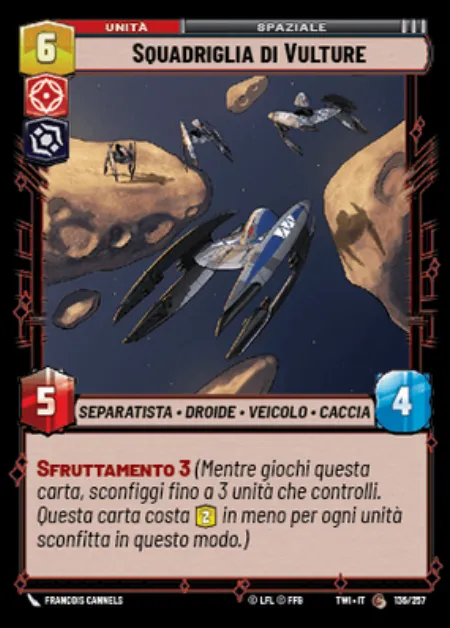 UNITÀ SPAZIALE
6 SQUADRIGLIA DI VULTURE
5 SEPARATISTA • DROIDE • VEICOLO • CACCIA 4
SFRUTTAMENTO 3 (Mentre giochi questa
carta, sconfiggi fino a 3 unità che controlli.
Questa carta costa 2 in meno per ogni unità
sconfitta in questo modo.)
FRANCOIS CANNELS © LFL © FFG TWI • IT C 136/257